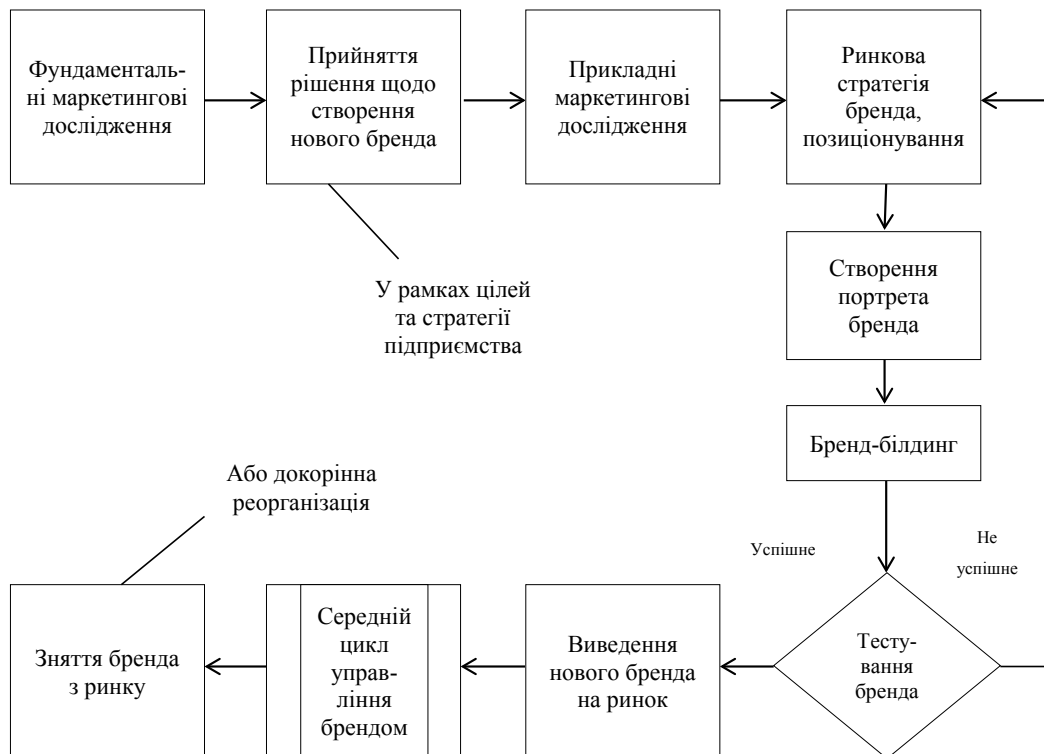 Фундаменталь-
ні маркетингові
дослідження
Прийняття
рішення щодо
створення
нового бренда
Прикладні
маркетингові
дослідження
Ринкова
стратегія
бренда,
позиціонування
У рамках цілей
та стратегії
підприємства
Створення
портрета
бренда
Бренд-білдинг
Або докорінна
реорганізація
Успішне
Не
успішне
Зняття бренда
з ринку
Середній
цикл
управ-
ління
брендом
Виведення
нового бренда
на ринок
Тесту-
вання
бренда